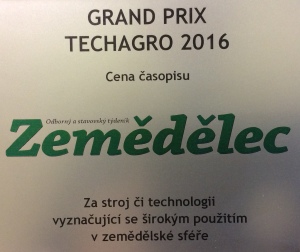 GRAND PRIX
TECHAGRO 2016
Cena časopisu
Odborný a stavovský týdeník
Zemědělec
Za stroj či technologii
vyznačující se širokým použitím
v zemědělské sféře